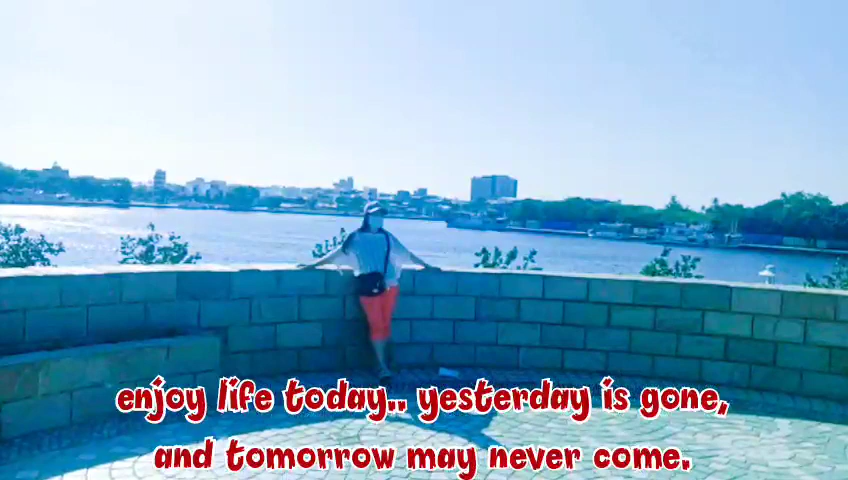 enjoy life today.. yesterday is gone,
and tomorrow may never come.